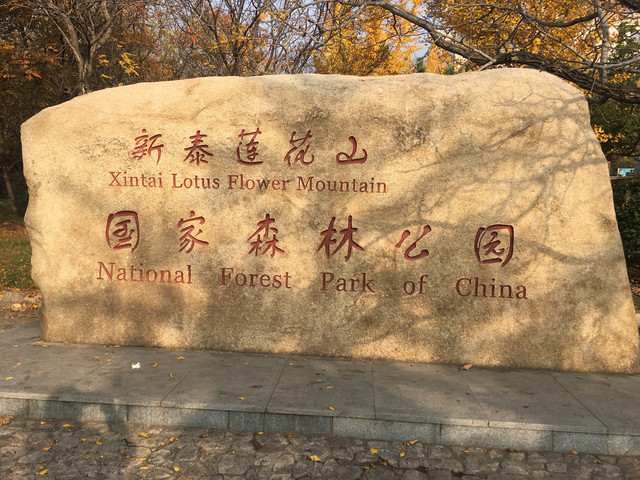 新泰莲花山
Xintai Lotus Flower Mountain
国家森林公园
National Forest Park of China